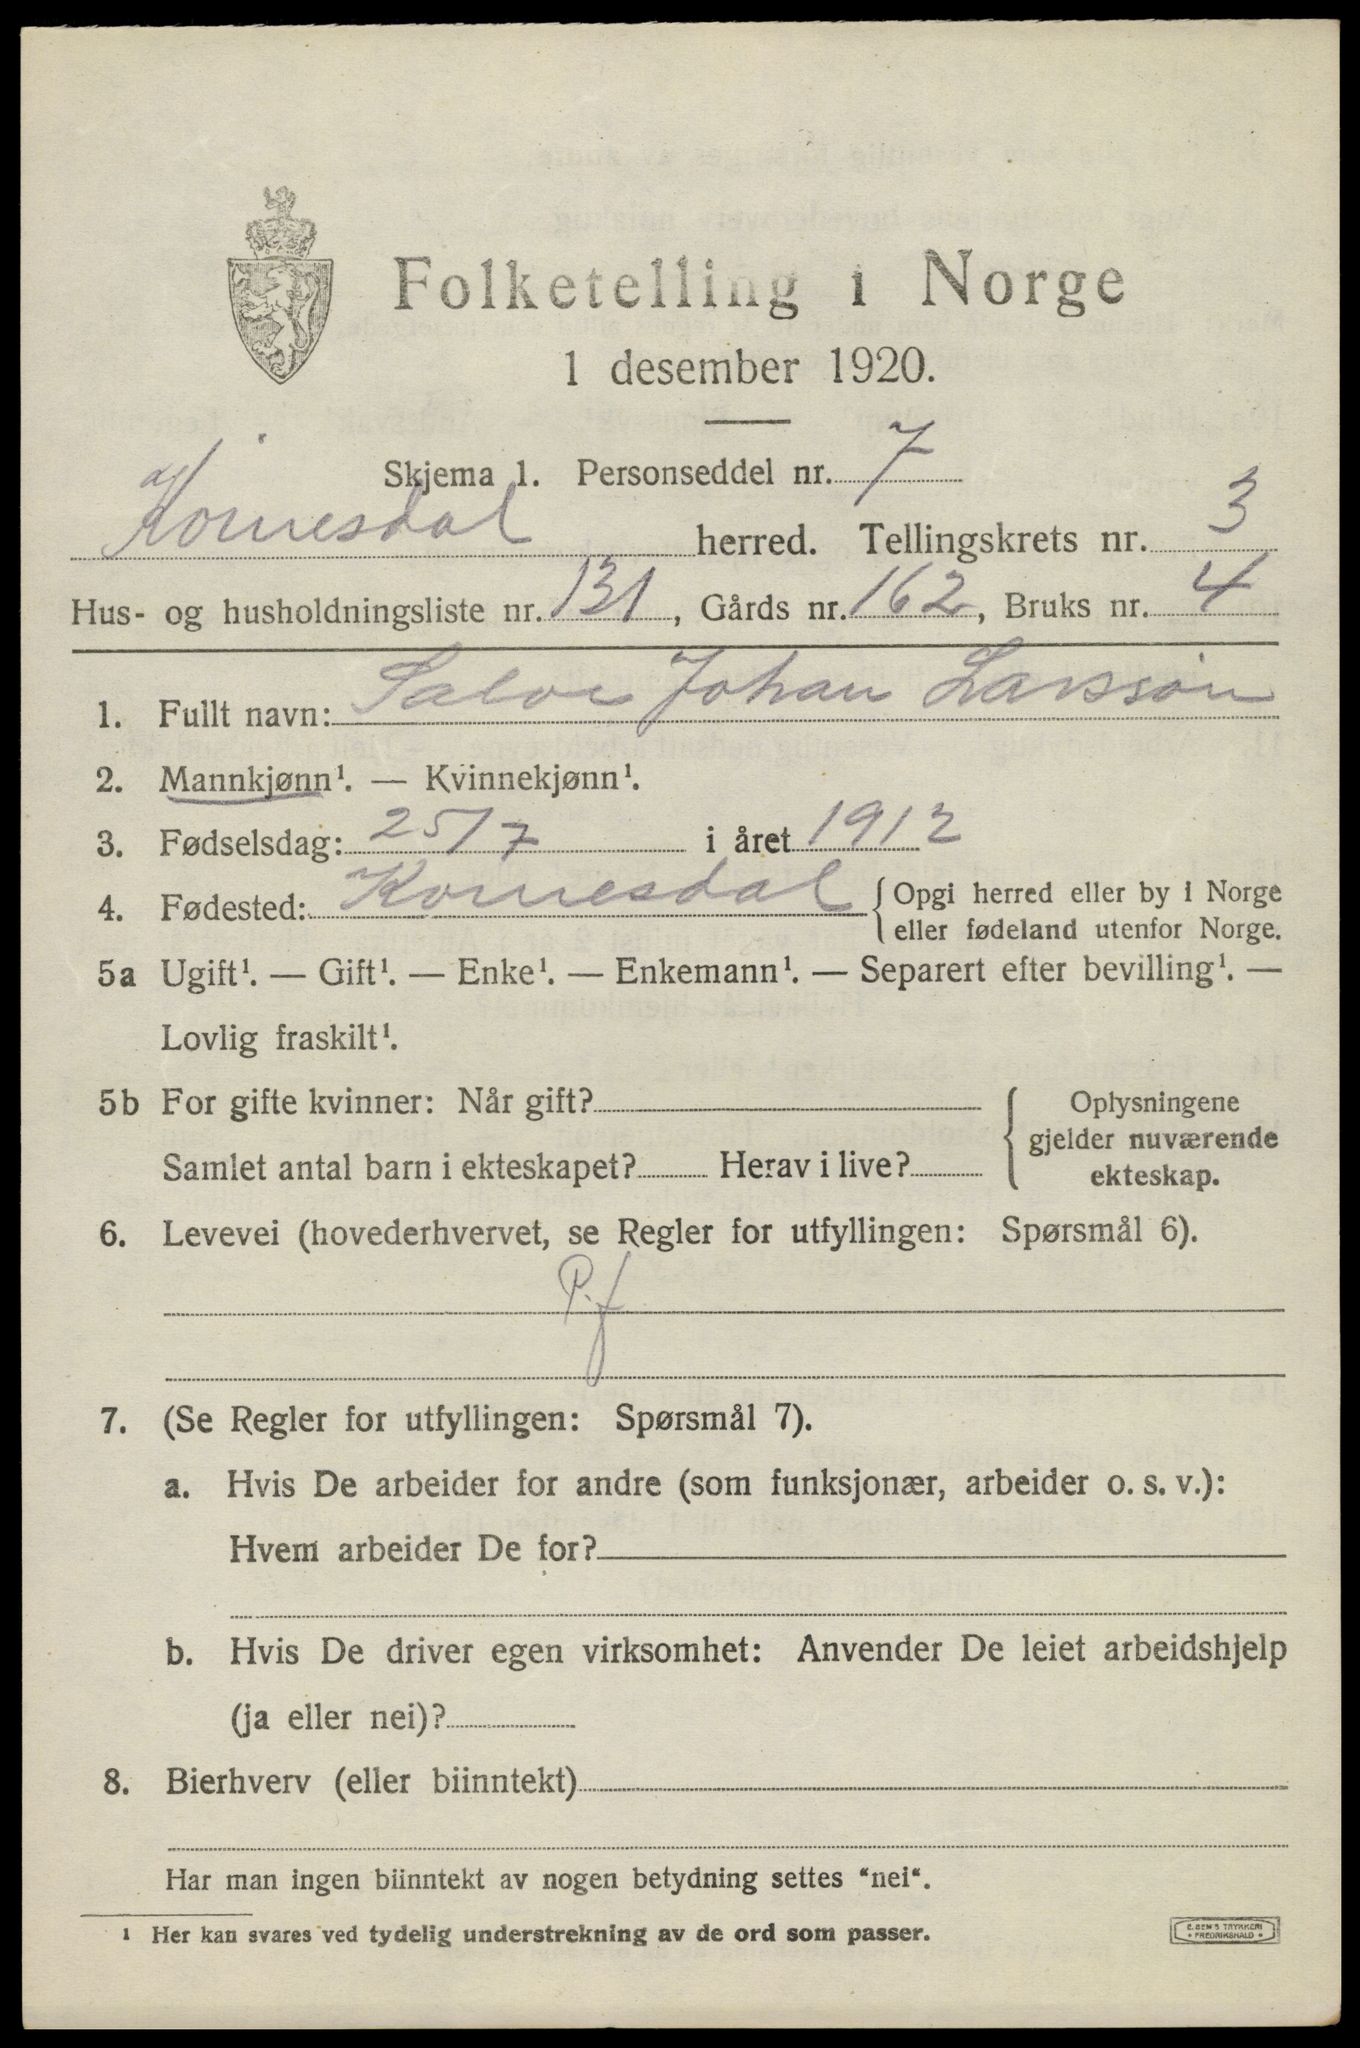 Folketelling i Norge
1 desember 1920.
Skjema 1. Personseddel nr. 7
Kornesdal herred. Tellingskrets nr. 3
Hus- og husholdningsliste nr. 131, Gårds nr. 162, Bruks nr. 4
1. Fullt navn: Salve Johan Larsson
2. Mannkjønn¹. — Kvinnekjønn¹.
3. Fødselsdag: 25/7 i året 1912
4. Fødested: Kornesdal { Opgi herred eller by i Norge
eller fødeland utenfor Norge.
5a Ugift¹. — Gift¹. — Enke¹. — Enkemann¹. — Separert efter bevilling¹. —
Lovlig fraskilt¹.
5b For gifte kvinner: Når gift? { Oplysningene
gjelder nuværende
Samlet antal barn i ekteskapet? Herav i live? ekteskap.
6. Levevei (hovederhvervet, se Regler for utfyllingen: Spørsmål 6).
P.f
7. (Se Regler for utfyllingen: Spørsmål 7).
a. Hvis De arbeider for andre (som funksjonær, arbeider o. s. v.):
Hvem arbeider De for?
b. Hvis De driver egen virksomhet: Anvender De leiet arbeidshjelp
(ja eller nei)?
8. Bierhverv (eller biinntekt)
Har man ingen biinntekt av nogen betydning settes "nei".
¹ Her kan svares ved tydelig understrekning av de ord som passer.
E. SEM'S TRYKKERI
• FREDRIKSHALD •